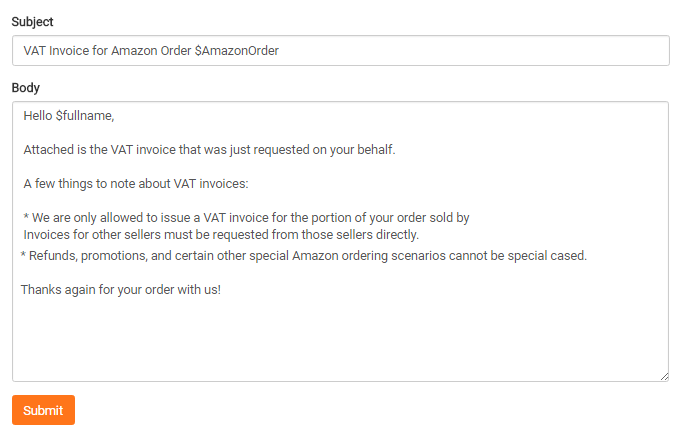 Subject
VAT Invoice for Amazon Order $AmazonOrder
Body
Hello $fullname,
Attached is the VAT invoice that was just requested on your behalf.
A few things to note about VAT invoices:
* We are only allowed to issue a VAT invoice for the portion of your order sold by
Invoices for other sellers must be requested from those sellers directly.
* Refunds, promotions, and certain other special Amazon ordering scenarios cannot be special cased.
Thanks again for your order with us!
Submit